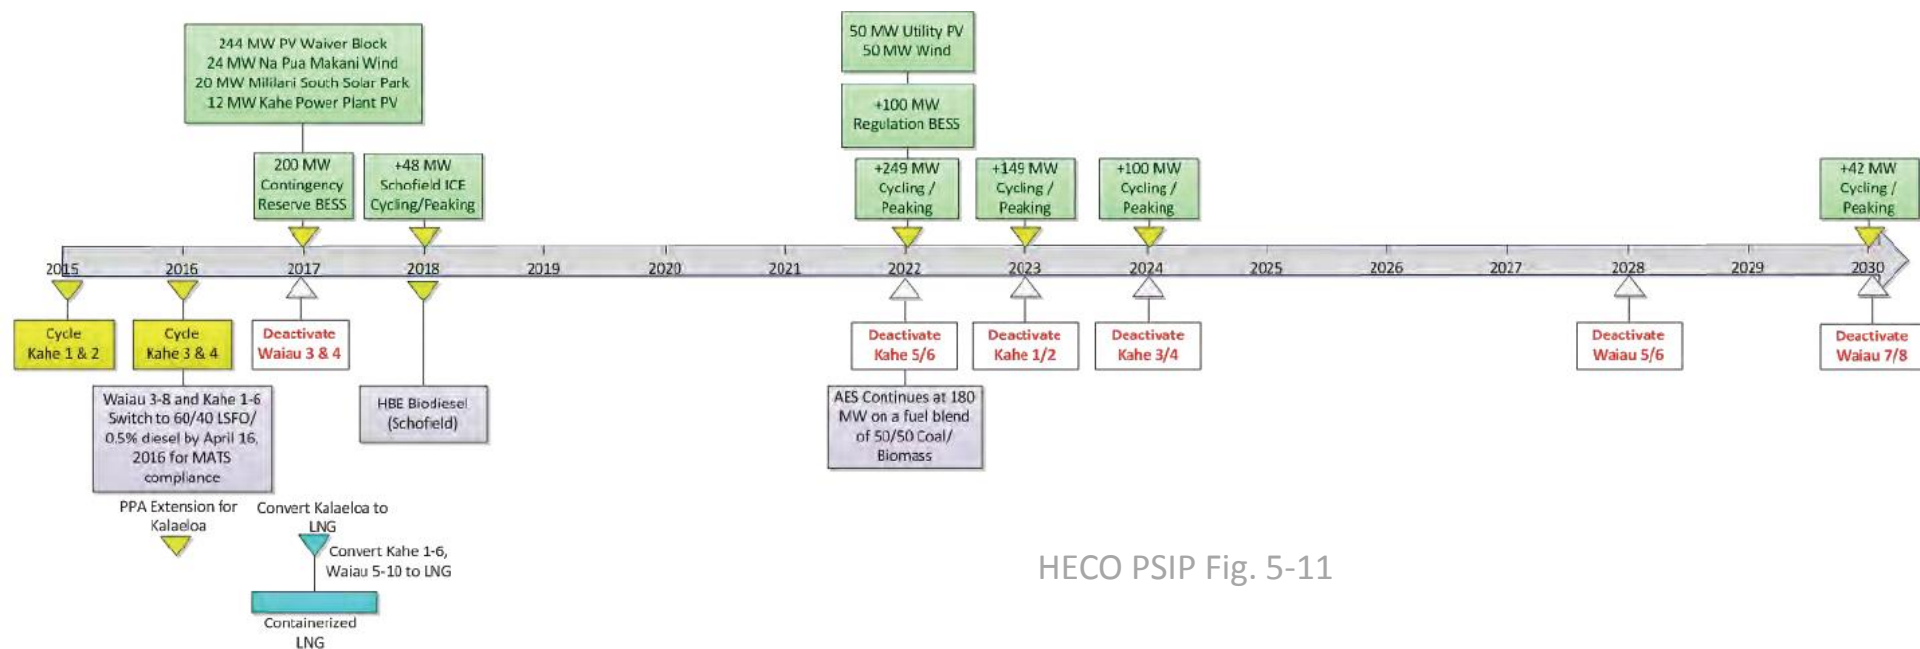 244 MW PV Waiver Block
24 MW Na Pua Makani Wind
20 MW Mililani South Solar Park
12 MW Kahe Power Plant PV
200 MW
Contingency
Reserve BESS
+48 MW
Schofield ICE
Cycling/Peaking
50 MW Utility PV
50 MW Wind
+100 MW
Regulation BESS
+249 MW
Cycling /
Peaking
+149 MW
Cycling /
Peaking
+100 MW
Cycling /
Peaking
+42 MW
Cycling /
Peaking
2015
2016
2017
2018
2019
2020
2021
2022
2023
2024
2025
2026
2027
2028
2029
2030
Cycle
Kahe 1 & 2
Cycle
Kahe 3 & 4
Deactivate
Waiau 3 & 4
Deactivate
Kahe 5/6
Deactivate
Kahe 1/2
Deactivate
Kahe 3/4
Deactivate
Waiau 5/6
Deactivate
Waiau 7/8
Waiau 3-8 and Kahe 1-6
Switch to 60/40 LSFO/
0.5% diesel by April 16,
2016 for MATS
compliance
HBE Biodiesel
(Schofield)
AES Continues at 180
MW on a fuel blend
of 50/50 Coal/
Biomass
PPA Extension for
Kalaeloa
Convert Kalaeloa to
LNG
Convert Kahe 1-6,
Waiau 5-10 to LNG
Containerized
LNG
HECO PSIP Fig. 5-11